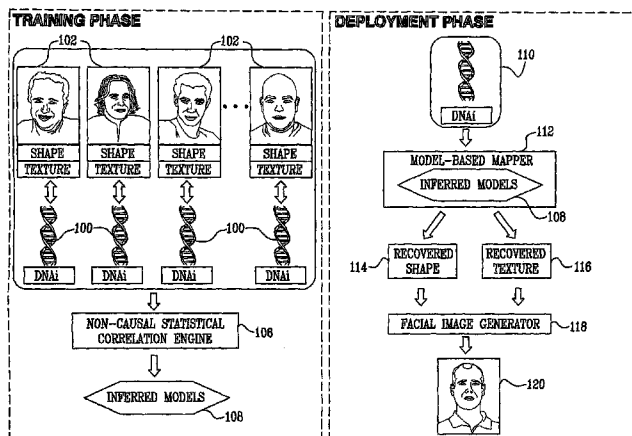 TRAINING PHASE
102
102
SHAPE
TEXTURE
SHAPE
TEXTURE
SHAPE
TEXTURE
SHAPE
TEXTURE
100
100
DNAi
DNAi
DNAi
DNAi
NON-CAUSAL STATISTICAL
CORRELATION ENGINE
106
INFERRED MODELS
108
DEPLOYMENT PHASE
110
DNAi
112
MODEL-BASED MAPPER
INFERRED MODELS
108
114
RECOVERED
SHAPE
RECOVERED
TEXTURE
116
FACIAL IMAGE GENERATOR
118
120